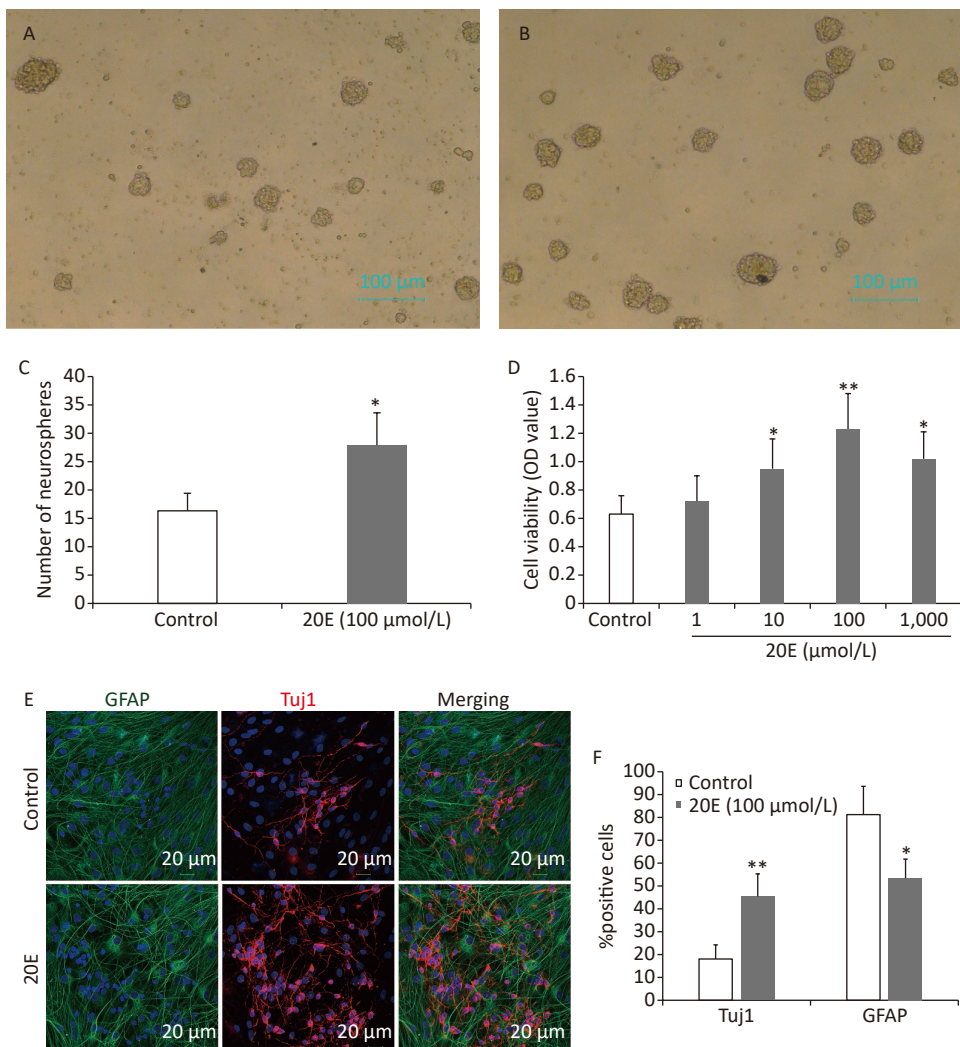 A
100 µm
B
100 µm
C
Number of neurospheres
40
35
30
25
20
15
10
5
0
*
Control
20E (100 µmol/L)
D
Cell viability (OD value)
1.6
1.4
1.2
1.0
0.8
0.6
0.4
0.2
0
*
**
*
Control
1
10
100
1,000
20E (µmol/L)
E
GFAP
Tuj1
Merging
Control
20 µm
20 µm
20 µm
20E
20 µm
20 µm
20 µm
F
%positive cells
100
90
80
70
60
50
40
30
20
10
0
Control
20E (100 µmol/L)
**
*
Tuj1
GFAP